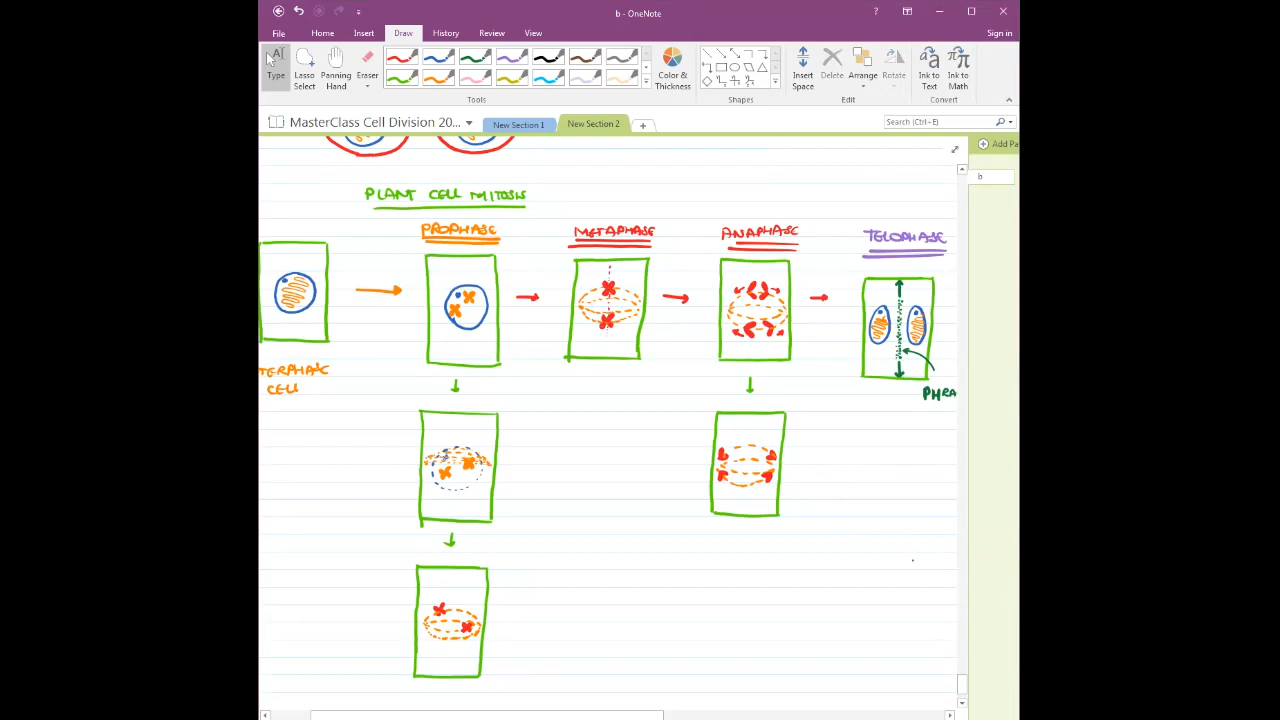 b - OneNote
?
File Home Insert Draw History Review View Sign in
Type Lasso Select Panning Hand Eraser Color & Thickness Insert Space Delete Arrange Rotate Ink to Text Ink to Math
Tools Shapes Edit Convert
MasterClass Cell Division 20... New Section 1 New Section 2 + Search (Ctrl+E)
Add Pa
b
PLANT CELL MITOSIS
PROPHASE METAPHASE ANAPHASE TELOPHASE
TERPHASIC
CELL
PHRA